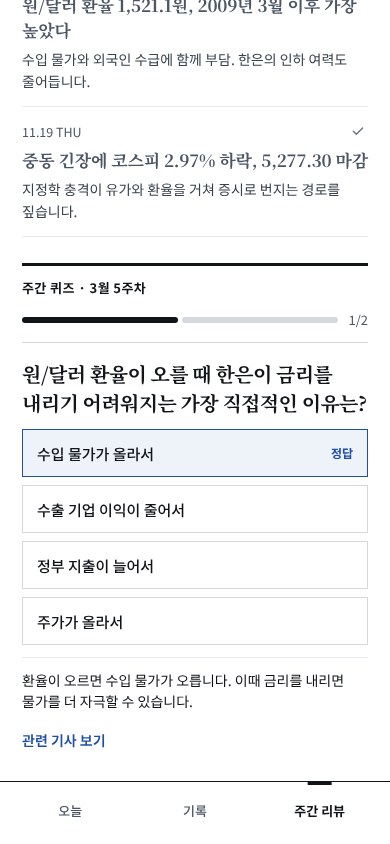 원/달러 환율 1,521.1원, 2009년 3월 이후 가장
높았다
수입 물가와 외국인 수급에 함께 부담. 한은의 인하 여력도
줄어듭니다.
11.19 THU
중동 긴장에 코스피 2.97% 하락, 5,277.30 마감
지정학 충격이 유가와 환율을 거쳐 증시로 번지는 경로를
짚습니다.
주간 퀴즈 · 3월 5주차
1/2
원/달러 환율이 오를 때 한은이 금리를
내리기 어려워지는 가장 직접적인 이유는?
수입 물가가 올라서 정답
수출 기업 이익이 줄어서
정부 지출이 늘어서
주가가 올라서
환율이 오르면 수입 물가가 오릅니다. 이때 금리를 내리면
물가를 더 자극할 수 있습니다.
관련 기사 보기
오늘 기록 주간 리뷰